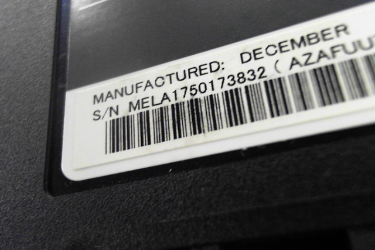 MANUFACTURED: DECEMBER
S/N MELA1750173832 ( AZAFUU